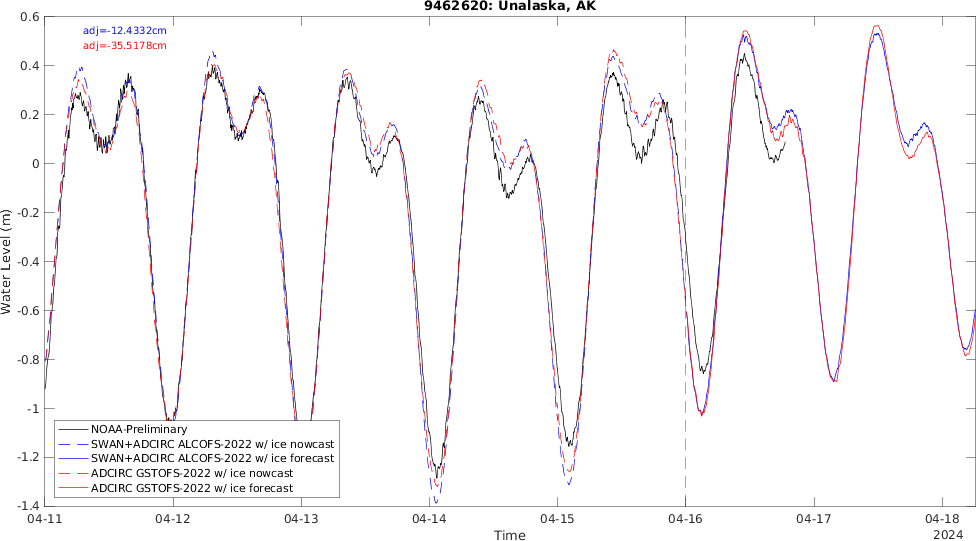 9462620: Unalaska, AK
adj=-12.4332cm
adj=-35.5178cm
0.6
0.4
0.2
0
-0.2
-0.4
-0.6
-0.8
-1
-1.2
-1.4
Water Level (m)
NOAA-Preliminary
SWAN+ADCIRC ALCOFS-2022 w/ ice nowcast
SWAN+ADCIRC ALCOFS-2022 w/ ice forecast
ADCIRC GSTOFS-2022 w/ ice nowcast
ADCIRC GSTOFS-2022 w/ ice forecast
04-11 04-12 04-13 04-14 04-15 04-16 04-17 04-18
Time
2024